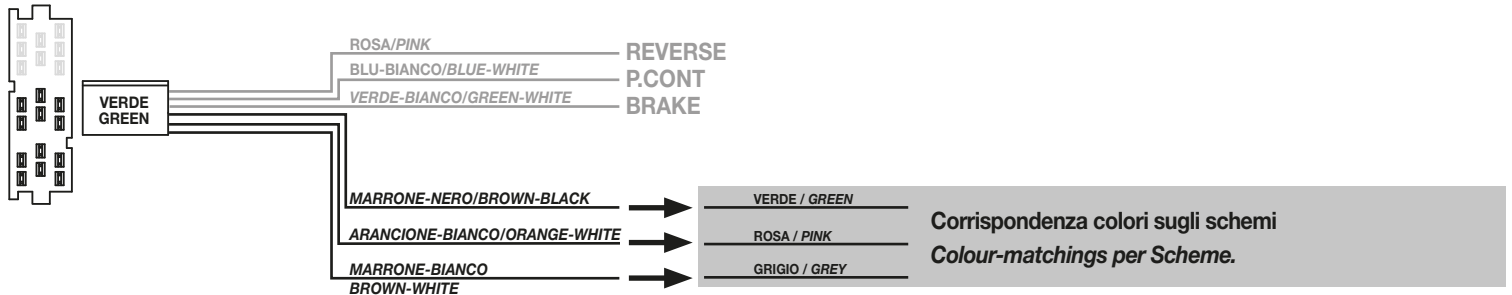 ROSA/PINK
REVERSE
BLU-BIANCO/BLUE-WHITE
P.CONT
VERDE-BIANCO/GREEN-WHITE
BRAKE
VERDE
GREEN
MARRONE-NERO/BROWN-BLACK
VERDE / GREEN
ARANCIONE-BIANCO/ORANGE-WHITE
ROSA / PINK
MARRONE-BIANCO
BROWN-WHITE
GRIGIO / GREY
Corrispondenza colori sugli schemi
Colour-matchings per Scheme.